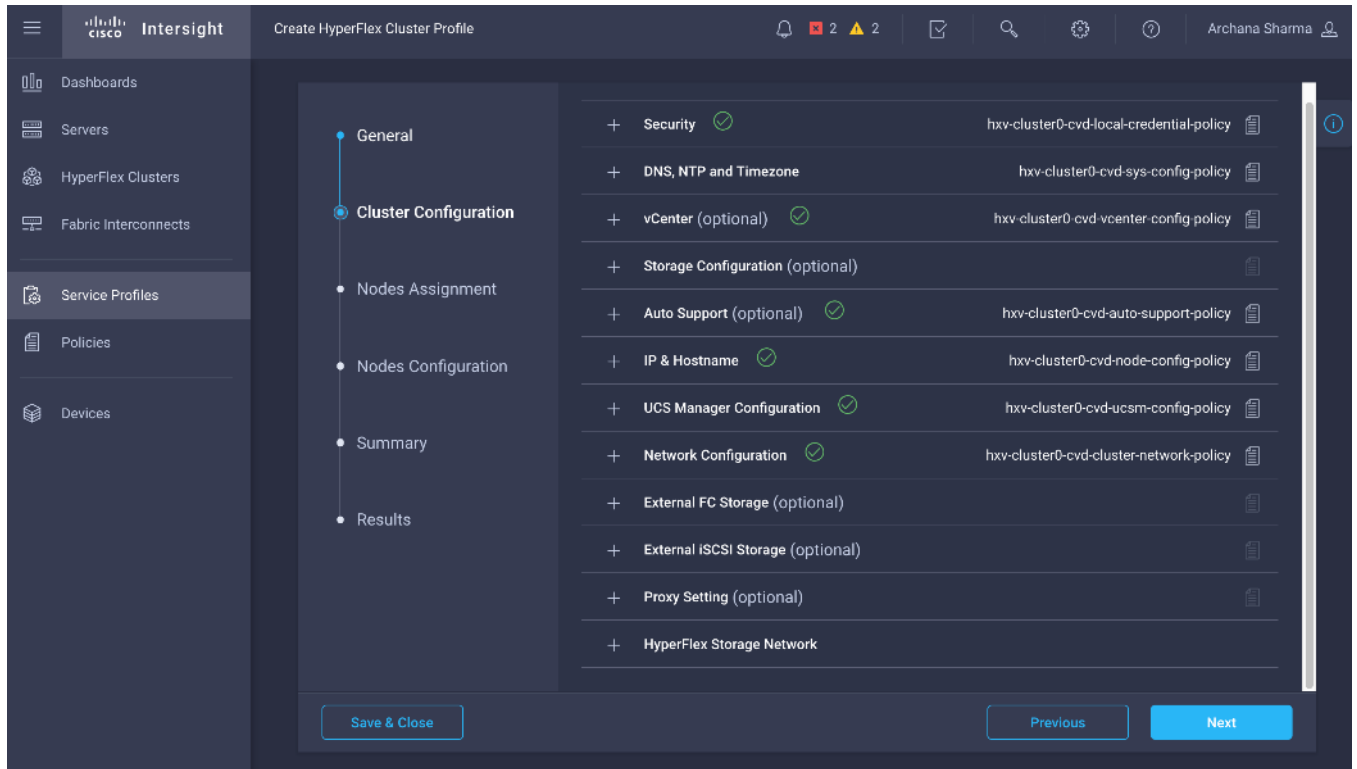 cisco Intersight
Create HyperFlex Cluster Profile
2
2
Archana Sharma
Dashboards
Servers
HyperFlex Clusters
Fabric Interconnects
Service Profiles
Policies
Devices
General
Cluster Configuration
Nodes Assignment
Nodes Configuration
Summary
Results
+ Security hxv-cluster0-cvd-local-credential-policy
+ DNS, NTP and Timezone hxv-cluster0-cvd-sys-config-policy
+ vCenter (optional) hxv-cluster0-cvd-vcenter-config-policy
+ Storage Configuration (optional)
+ Auto Support (optional) hxv-cluster0-cvd-auto-support-policy
+ IP & Hostname hxv-cluster0-cvd-node-config-policy
+ UCS Manager Configuration hxv-cluster0-cvd-ucsm-config-policy
+ Network Configuration hxv-cluster0-cvd-cluster-network-policy
+ External FC Storage (optional)
+ External iSCSI Storage (optional)
+ Proxy Setting (optional)
+ HyperFlex Storage Network
Save & Close
Previous
Next